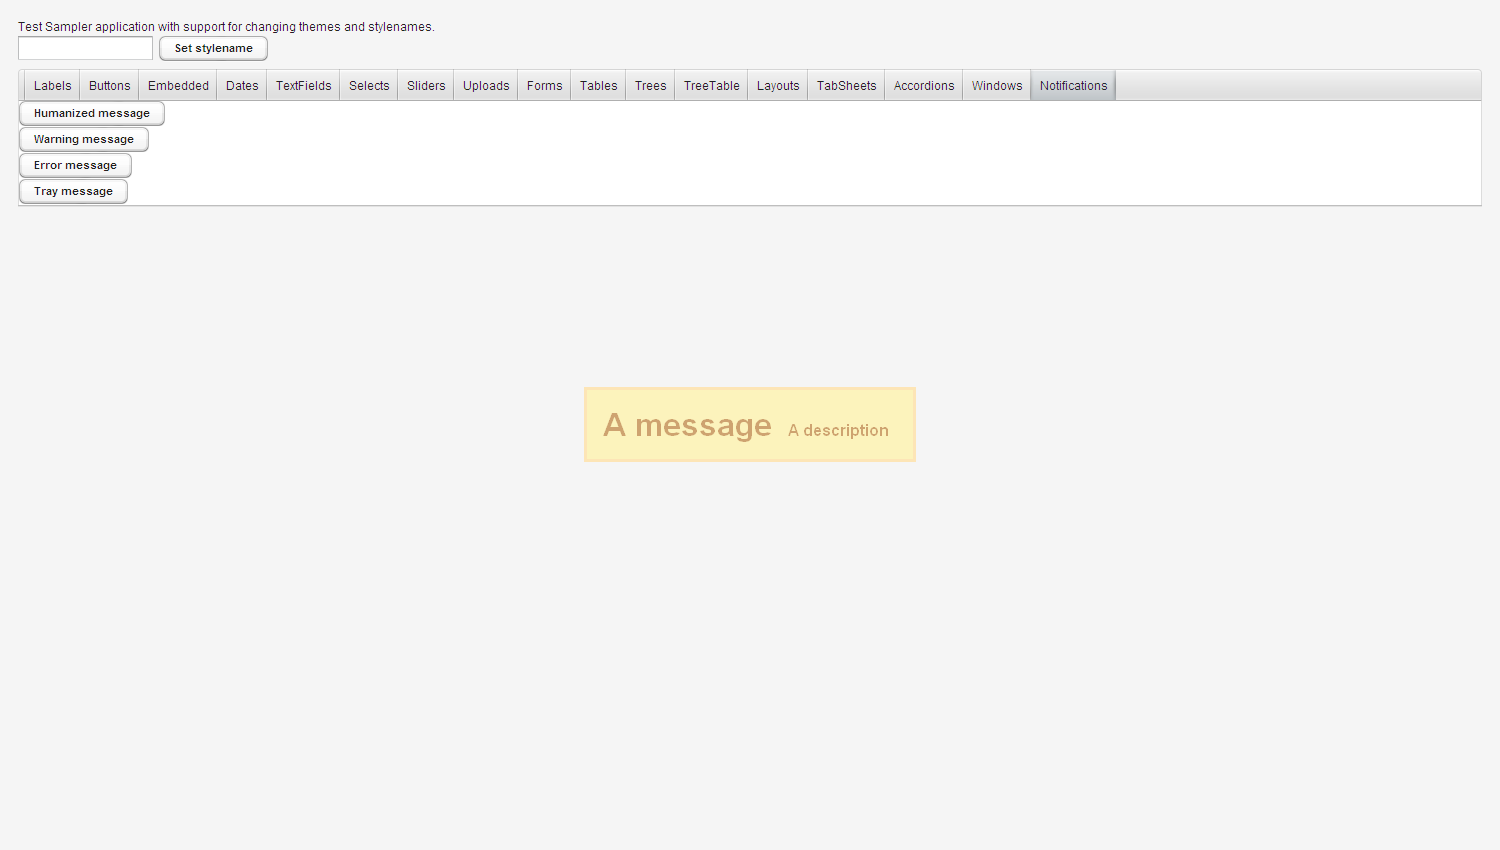 Test Sampler application with support for changing themes and stylenames.
Set stylename
Labels Buttons Embedded Dates TextFields Selects Sliders Uploads Forms Tables Trees TreeTable Layouts TabSheets Accordions Windows Notifications
Humanized message
Warning message
Error message
Tray message
A message A description